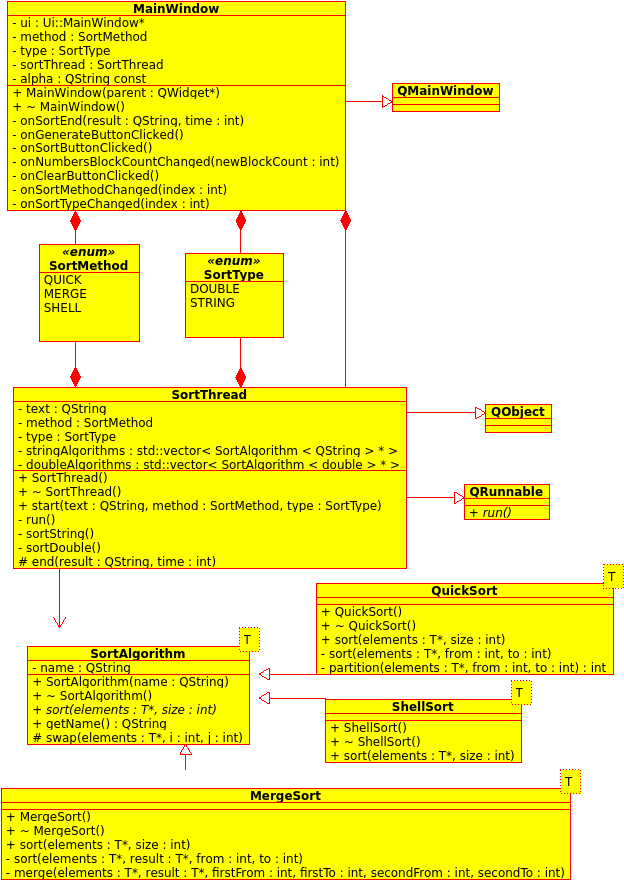 MainWindow
- ui : Ui::MainWindow*
- method : SortMethod
- type : SortType
- sortThread : SortThread
- alpha : QString const
+ MainWindow(parent : QWidget*)
+ ~ MainWindow()
- onSortEnd(result : QString, time : int)
- onGenerateButtonClicked()
- onSortButtonClicked()
- onNumbersBlockCountChanged(newBlockCount : int)
- onClearButtonClicked()
- onSortMethodChanged(index : int)
- onSortTypeChanged(index : int)
QMainWindow
«enum»
SortMethod
QUICK
MERGE
SHELL
«enum»
SortType
DOUBLE
STRING
SortThread
- text : QString
- method : SortMethod
- type : SortType
- stringAlgorithms : std::vector< SortAlgorithm < QString > * >
- doubleAlgorithms : std::vector< SortAlgorithm < double > * >
+ SortThread()
+ ~ SortThread()
+ start(text : QString, method : SortMethod, type : SortType)
- run()
- sortString()
- sortDouble()
# end(result : QString, time : int)
QObject
QRunnable
+ run()
T
QuickSort
+ QuickSort()
+ ~ QuickSort()
+ sort(elements : T*, size : int)
- sort(elements : T*, from : int, to : int)
- partition(elements : T*, from : int, to : int) : int
T
SortAlgorithm
- name : QString
+ SortAlgorithm(name : QString)
+ ~ SortAlgorithm()
+ sort(elements : T*, size : int)
+ getName() : QString
# swap(elements : T*, i : int, j : int)
T
ShellSort
+ ShellSort()
+ ~ ShellSort()
+ sort(elements : T*, size : int)
T
MergeSort
+ MergeSort()
+ ~ MergeSort()
+ sort(elements : T*, size : int)
- sort(elements : T*, result : T*, from : int, to : int)
- merge(elements : T*, result : T*, firstFrom : int, firstTo : int, secondFrom : int, secondTo : int)